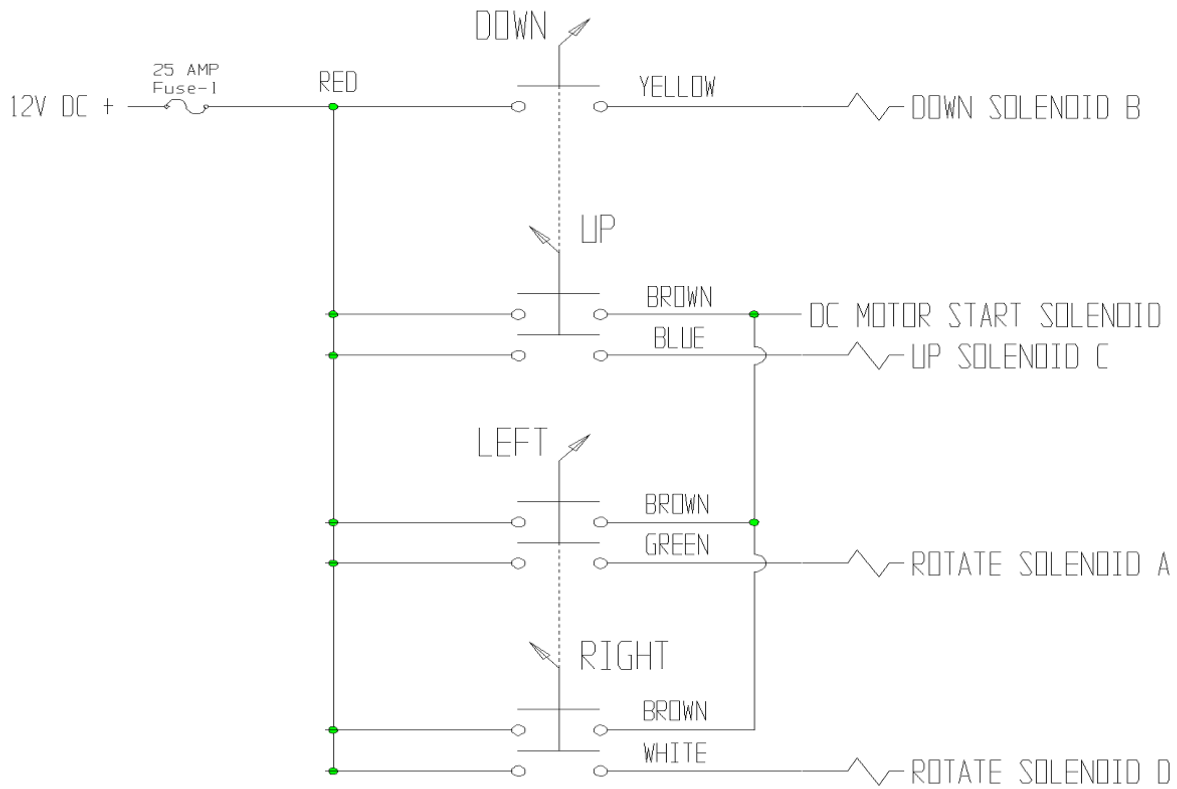 DOWN
25 AMP
Fuse-1
RED
YELLOW
12V DC +
DOWN SOLENOID B
UP
BROWN
DC MOTOR START SOLENOID
BLUE
UP SOLENOID C
LEFT
BROWN
GREEN
ROTATE SOLENOID A
RIGHT
BROWN
WHITE
ROTATE SOLENOID D